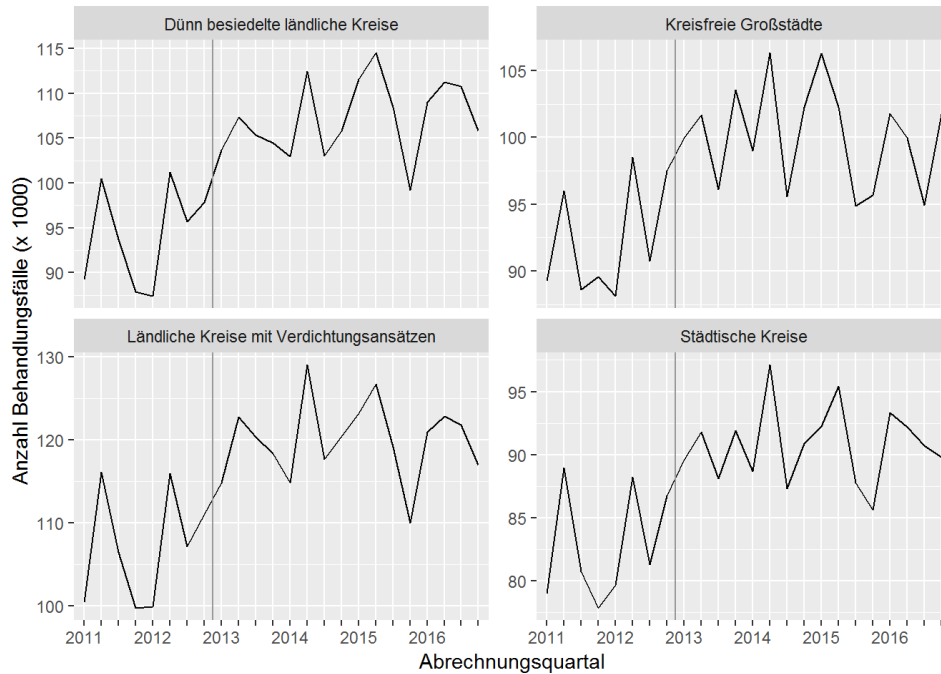 Dünn besiedelte ländliche Kreise
Kreisfreie Großstädte
115
110
105
100
95
90
105
100
95
90
Anzahl Behandlungsfälle (x 1000)
Ländliche Kreise mit Verdichtungsansätzen
Städtische Kreise
130
120
110
100
95
90
85
80
2011 2012 2013 2014 2015 2016
2011 2012 2013 2014 2015 2016
Abrechnungsquartal